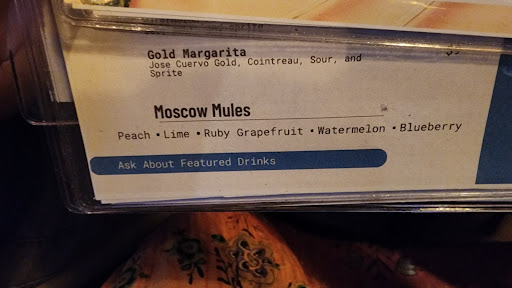 Gold Margarita
Jose Cuervo Gold, Cointreau, Sour, and
Sprite
Moscow Mules
Peach • Lime • Ruby Grapefruit • Watermelon • Blueberry
Ask About Featured Drinks